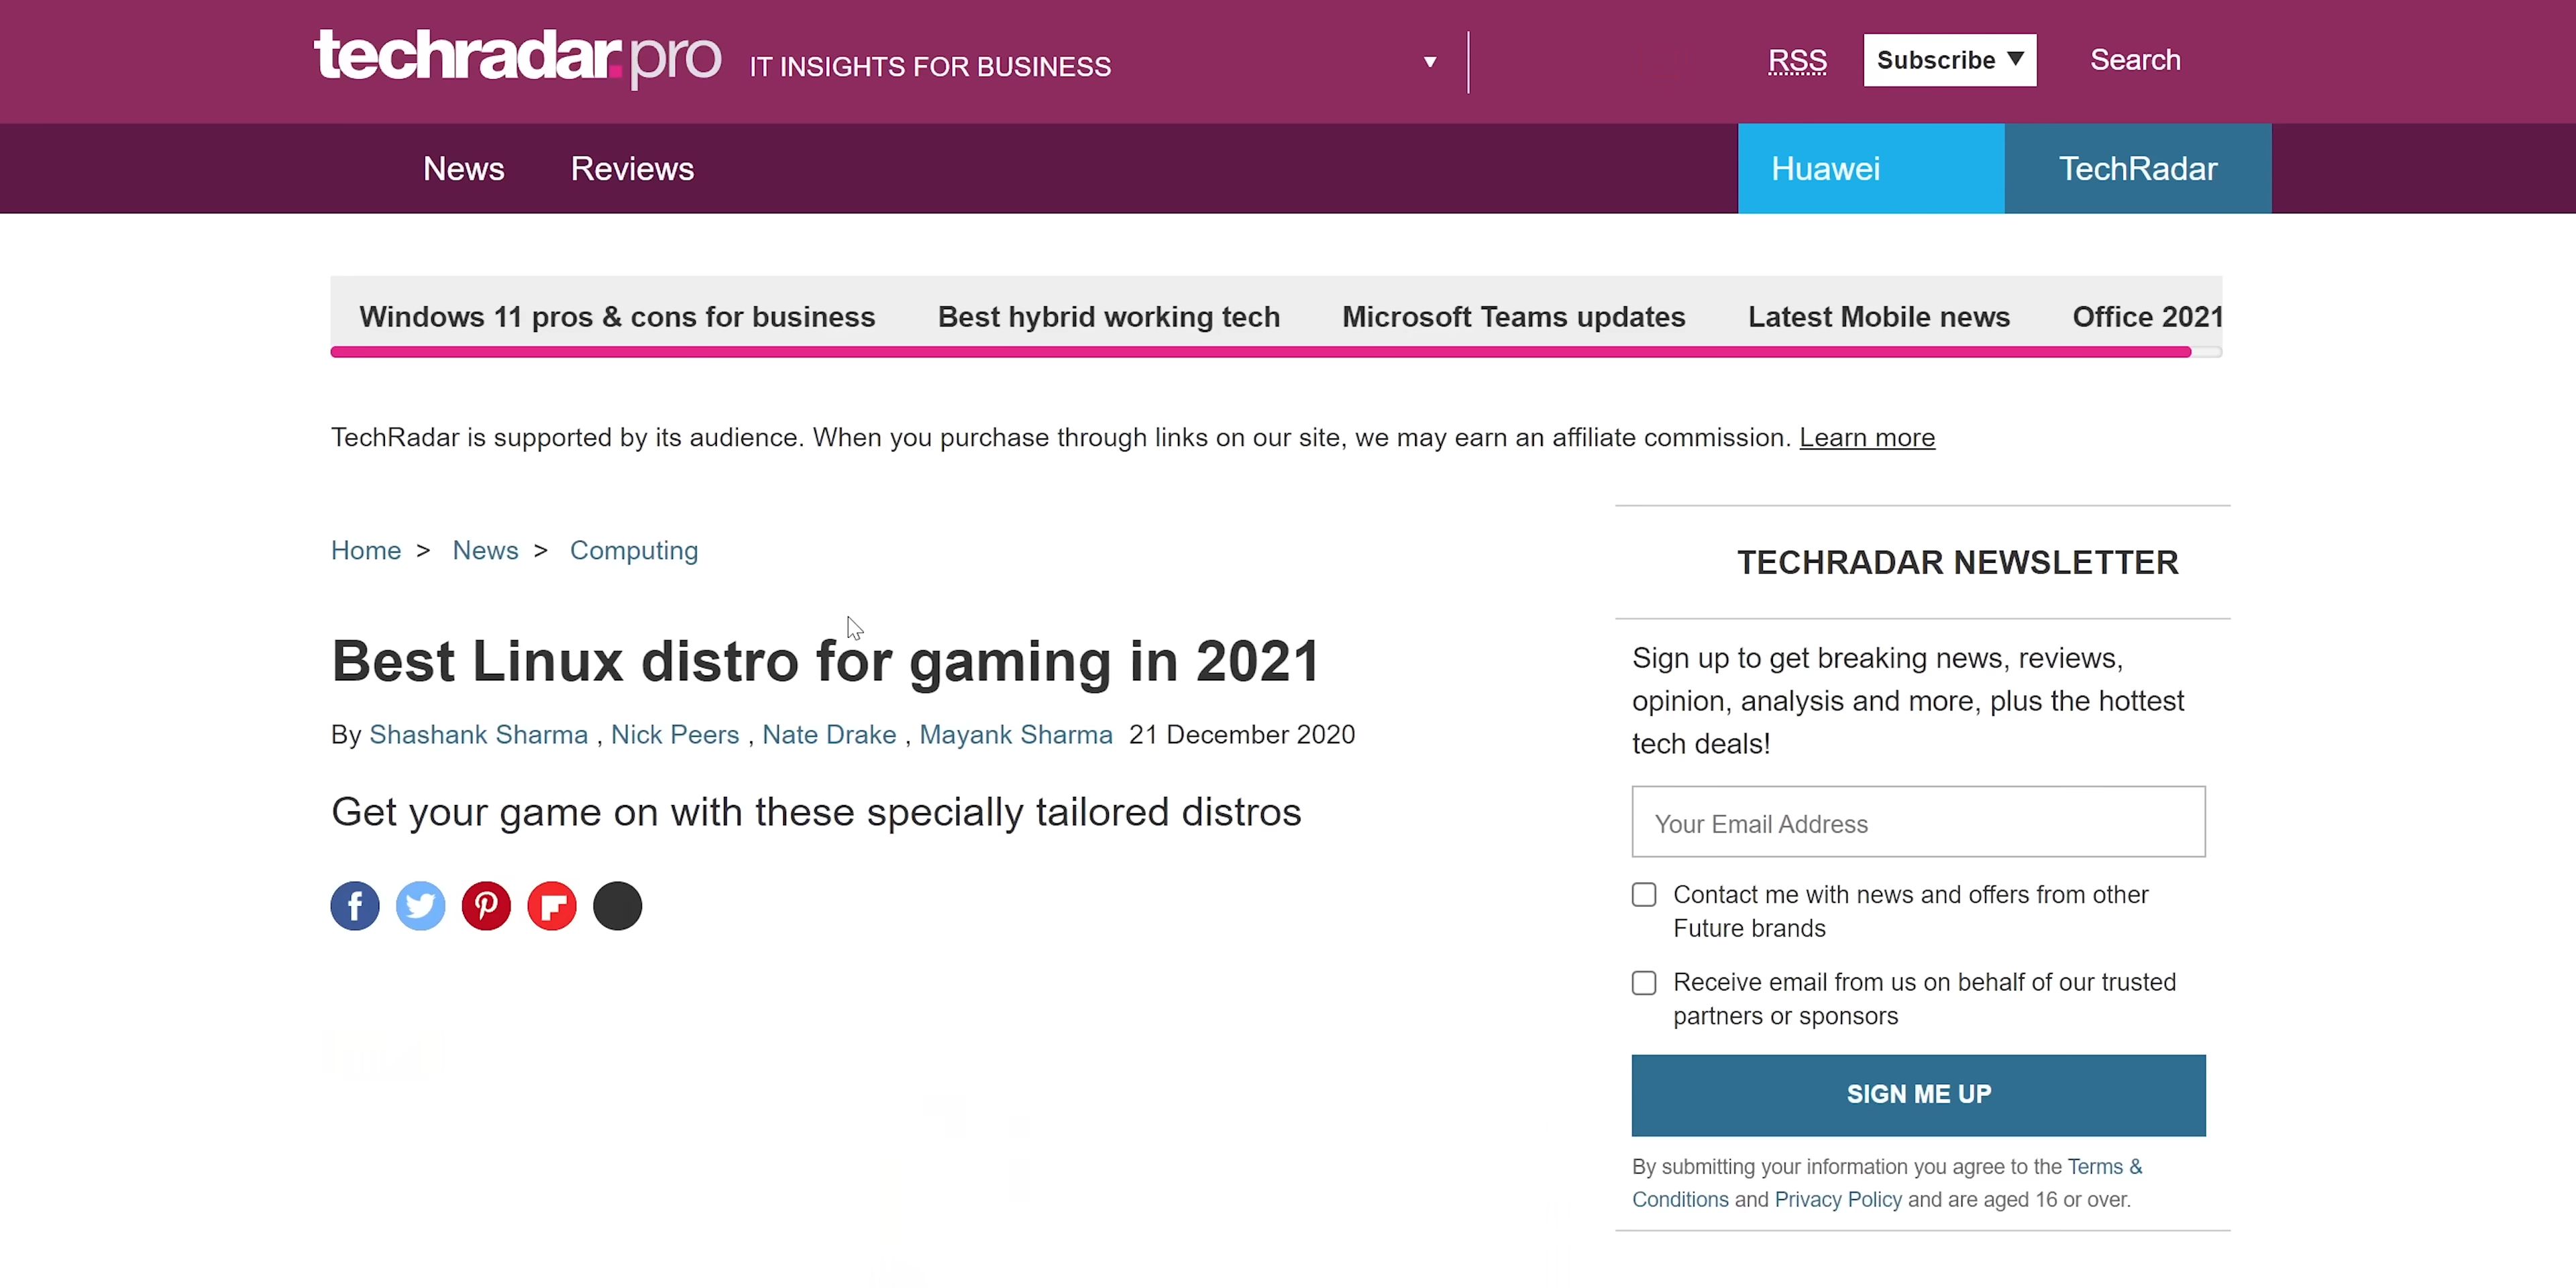 techradar.pro IT INSIGHTS FOR BUSINESS
RSS Subscribe ▼ Search
News Reviews Huawei TechRadar
Windows 11 pros & cons for business Best hybrid working tech Microsoft Teams updates Latest Mobile news Office 2021
TechRadar is supported by its audience. When you purchase through links on our site, we may earn an affiliate commission. Learn more
Home > News > Computing
Best Linux distro for gaming in 2021
By Shashank Sharma , Nick Peers , Nate Drake , Mayank Sharma 21 December 2020
Get your game on with these specially tailored distros
TECHRADAR NEWSLETTER
Sign up to get breaking news, reviews,
opinion, analysis and more, plus the hottest
tech deals!
Your Email Address
Contact me with news and offers from other
Future brands
Receive email from us on behalf of our trusted
partners or sponsors
SIGN ME UP
By submitting your information you agree to the Terms &
Conditions and Privacy Policy and are aged 16 or over.